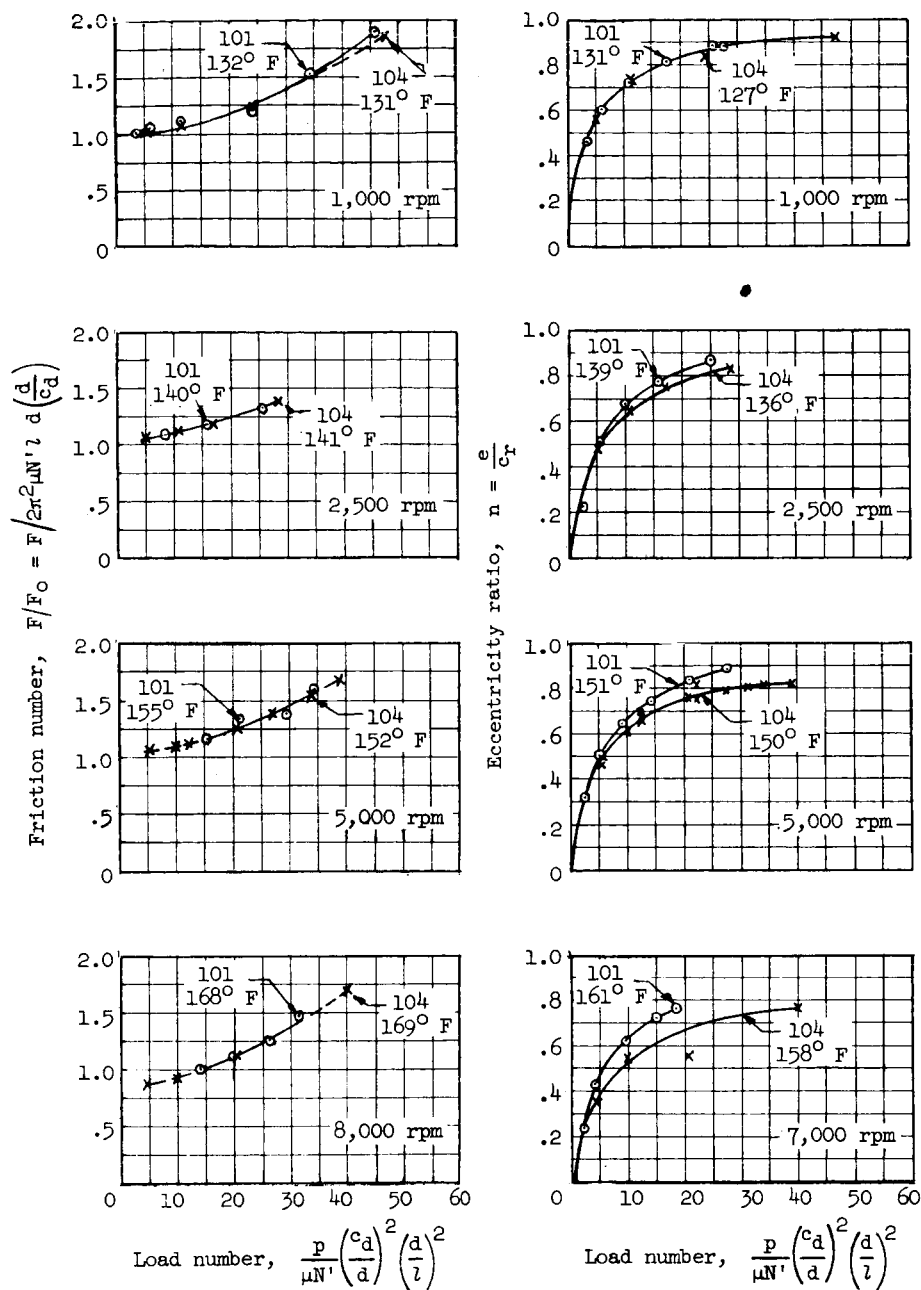 2.0
1.5
1.0
.5
0
101
132° F
104
131° F
1,000 rpm
1.0
.8
.6
.4
.2
0
101
131° F
104
127° F
1,000 rpm
2.0
1.5
1.0
0.5
0
101
140° F
104
141° F
2,500 rpm
1.0
.8
.6
.4
.2
0
101
139° F
104
136° F
2,500 rpm
2.0
1.5
1.0
0.5
0
101
155° F
104
152° F
5,000 rpm
1.0
.8
.6
.4
.2
0
101
151° F
104
150° F
5,000 rpm
2.0
1.5
1.0
.5
101
168° F
104
169° F
8,000 rpm
0 10 20 30 40 50 60
1.0
.8
.6
.4
.2
0
101
161° F
104
158° F
7,000 rpm
0 10 20 30 40 50 60
Friction number, F/F₀ = F/2π²μN'l d(d/c_d)
Eccentricity ratio, n = e/c_r
Load number, p/μN' (c_d/d)² (d/l)²
Load number, p/μN' (c_d/d)² (d/l)²